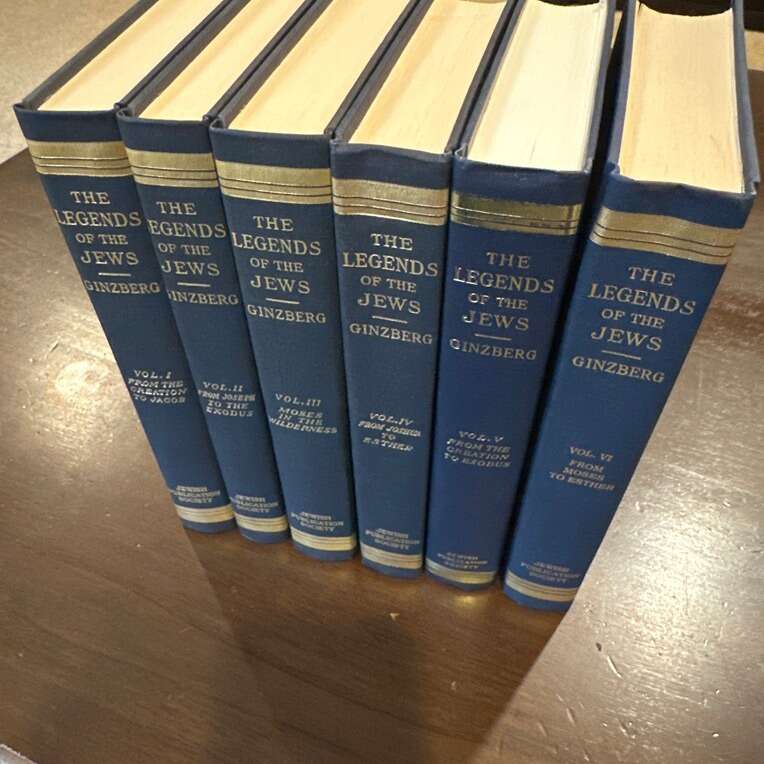 THE
LEGENDS
OF THE
JEWS
GINZBERG
VOL. I
FROM THE
CREATION
TO JACOB
JEWISH
PUBLICATION
SOCIETY
THE
LEGENDS
OF THE
JEWS
GINZBERG
VOL. II
FROM JOSEPH
TO THE
EXODUS
JEWISH
PUBLICATION
SOCIETY
THE
LEGENDS
OF THE
JEWS
GINZBERG
VOL. III
MOSES
IN THE
WILDERNESS
JEWISH
PUBLICATION
SOCIETY
THE
LEGENDS
OF THE
JEWS
GINZBERG
VOL. IV
FROM JOSHUA
TO
ESTHER
JEWISH
PUBLICATION
SOCIETY
THE
LEGENDS
OF THE
JEWS
GINZBERG
VOL. V
FROM THE
CREATION
TO EXODUS
JEWISH
PUBLICATION
SOCIETY
THE
LEGENDS
OF THE
JEWS
GINZBERG
VOL. VI
FROM
MOSES
TO ESTHER
JEWISH
PUBLICATION
SOCIETY